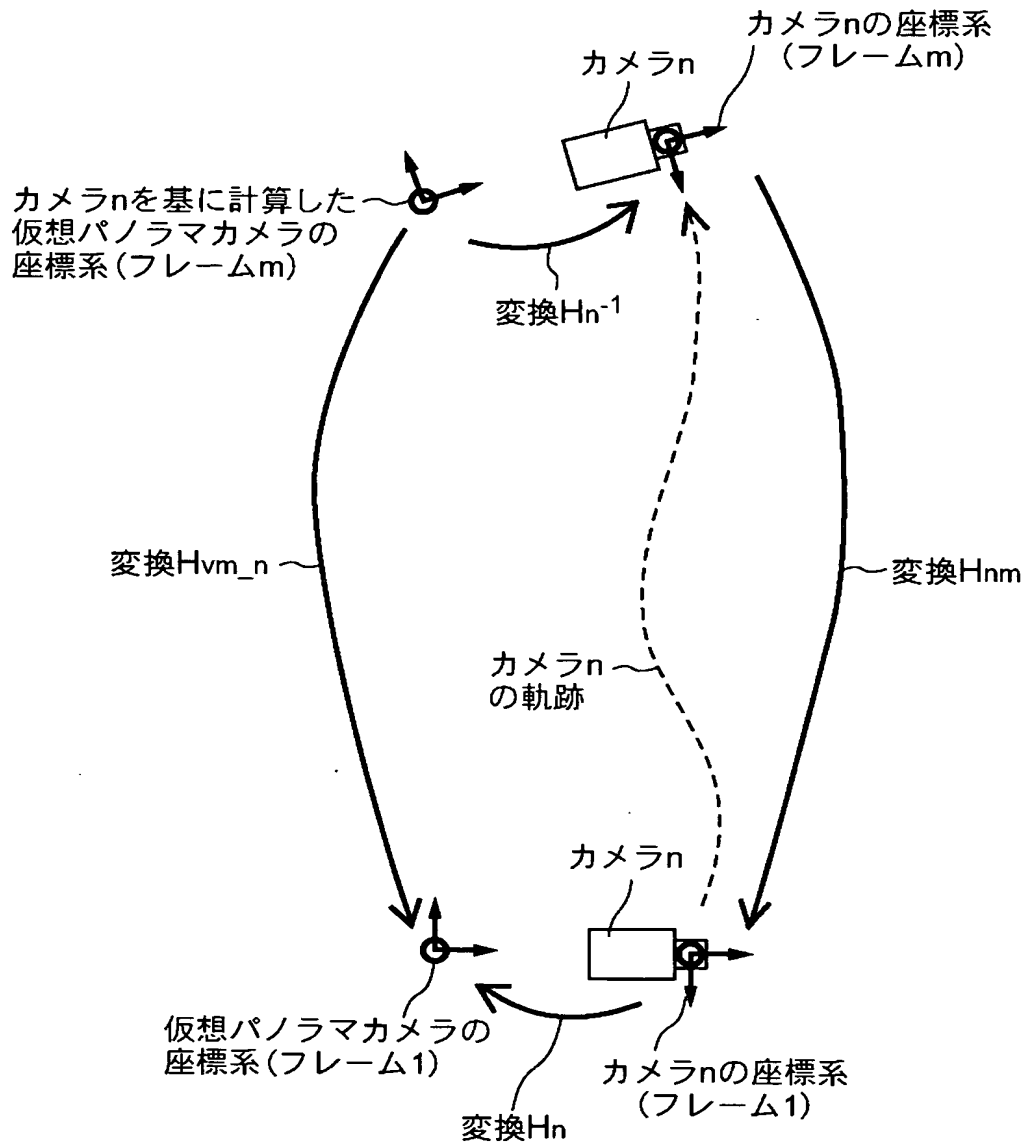 カメラnの座標系
(フレームm)
カメラn
カメラnを基に計算した
仮想パノラマカメラの
座標系(フレームm)
変換Hn-1
変換Hvm_n
変換Hnm
カメラn
の軌跡
カメラn
仮想パノラマカメラの
座標系(フレーム1)
カメラnの座標系
(フレーム1)
変換Hn